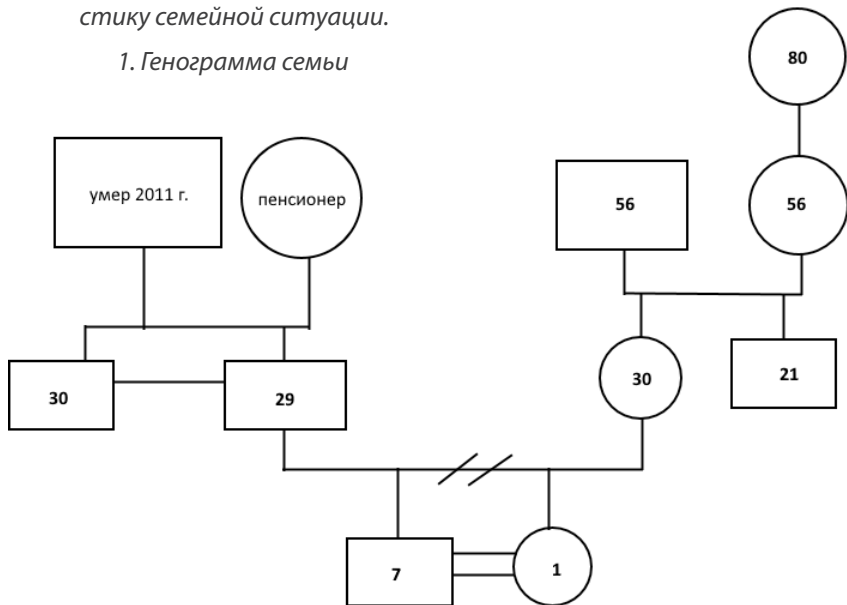 стику семейной ситуации.
1. Генограмма семьи
80
умер 2011 г.
пенсионер
56
56
30
29
30
21
7
1